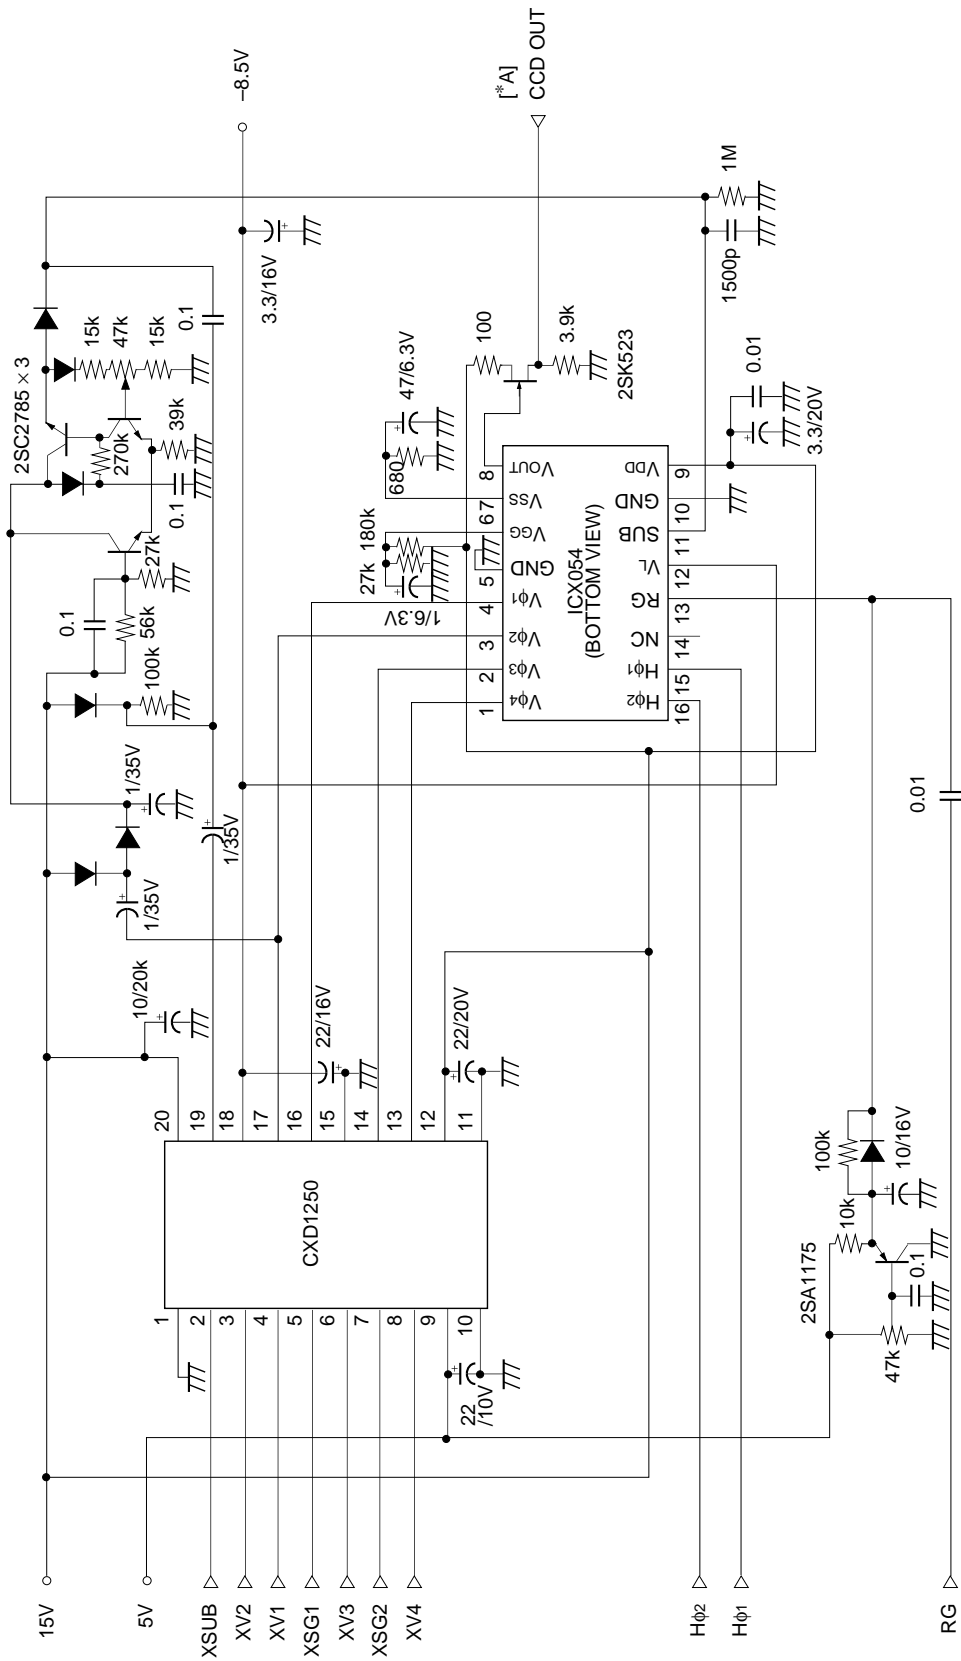 15V
5V
XSUB
XV2
XV1
XSG1
XV3
XSG2
XV4
Hϕ2
Hϕ1
RG
1
2
3
4
5
6
7
8
9
10
22
/10V
CXD1250
20
19
18
17
16
15
14
13
12
11
10/20k
22/16V
22/20V
1/35V
1/35V
1/35V
100k
56k
0.1
27k
0.1
270k
39k
2SC2785 × 3
15k
47k
15k
0.1
–8.5V
3.3/16V
[*A]
CCD OUT
1M
1500p
100
3.9k
2SK523
47/6.3V
680
27k
180k
1/6.3V
0.01
3.3/20V
ICX054
(BOTTOM VIEW)
1
2
3
4
5
6
7
8
Vϕ4
Vϕ3
Vϕ2
Vϕ1
GND
VGG
VSS
VOUT
Hϕ2
Hϕ1
NC
RG
VL
SUB
GND
VDD
16
15
14
13
12
11
10
9
0.01
2SA1175
47k
0.1
10k
100k
10/16V